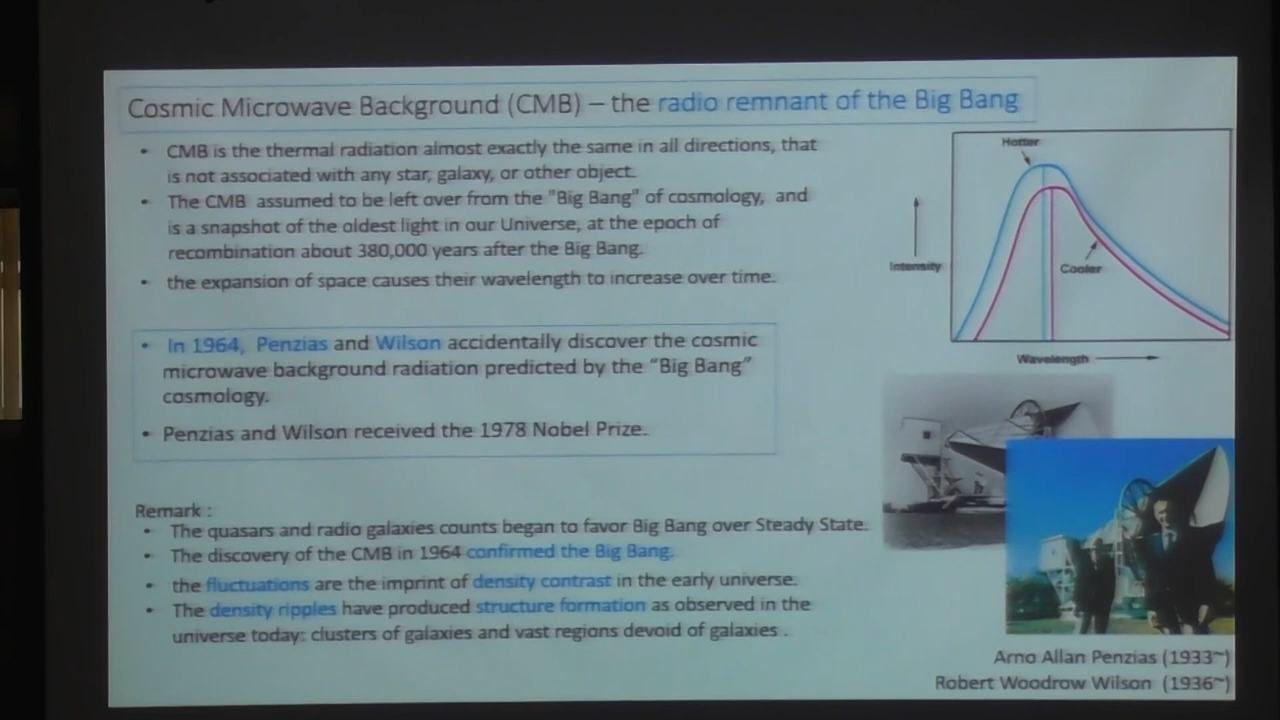 Cosmic Microwave Background (CMB) – the radio remnant of the Big Bang
• CMB is the thermal radiation almost exactly the same in all directions, that
is not associated with any star, galaxy, or other object.
• The CMB assumed to be left over from the "Big Bang" of cosmology, and
is a snapshot of the oldest light in our Universe, at the epoch of
recombination about 380,000 years after the Big Bang.
• the expansion of space causes their wavelength to increase over time.
Hotter
Intensity
Cooler
Wavelength
• In 1964, Penzias and Wilson accidentally discover the cosmic
microwave background radiation predicted by the “Big Bang”
cosmology.
• Penzias and Wilson received the 1978 Nobel Prize.
Remark :
• The quasars and radio galaxies counts began to favor Big Bang over Steady State.
• The discovery of the CMB in 1964 confirmed the Big Bang.
• the fluctuations are the imprint of density contrast in the early universe.
• The density ripples have produced structure formation as observed in the
universe today: clusters of galaxies and vast regions devoid of galaxies .
Arno Allan Penzias (1933~)
Robert Woodrow Wilson (1936~)